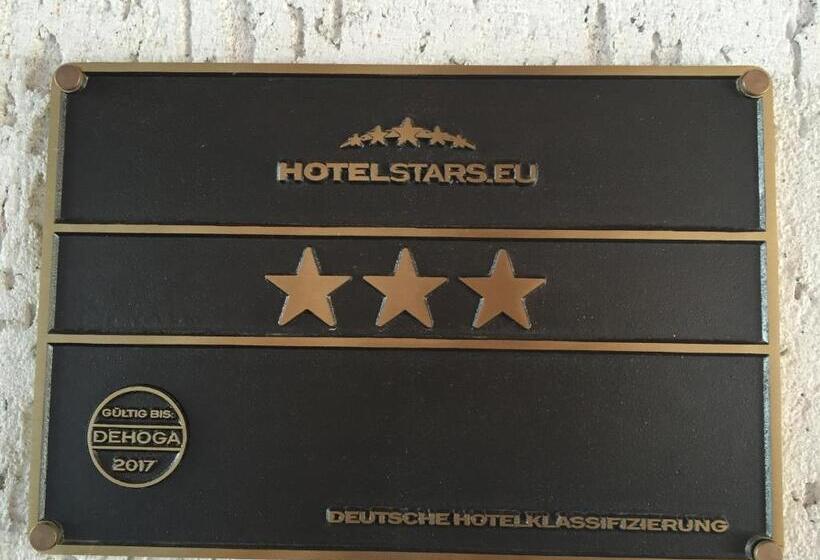 HOTELSTARS.EU
GÜLTIG BIS:
DEHOGA
2017
DEUTSCHE HOTELKLASSIFIZIERUNG